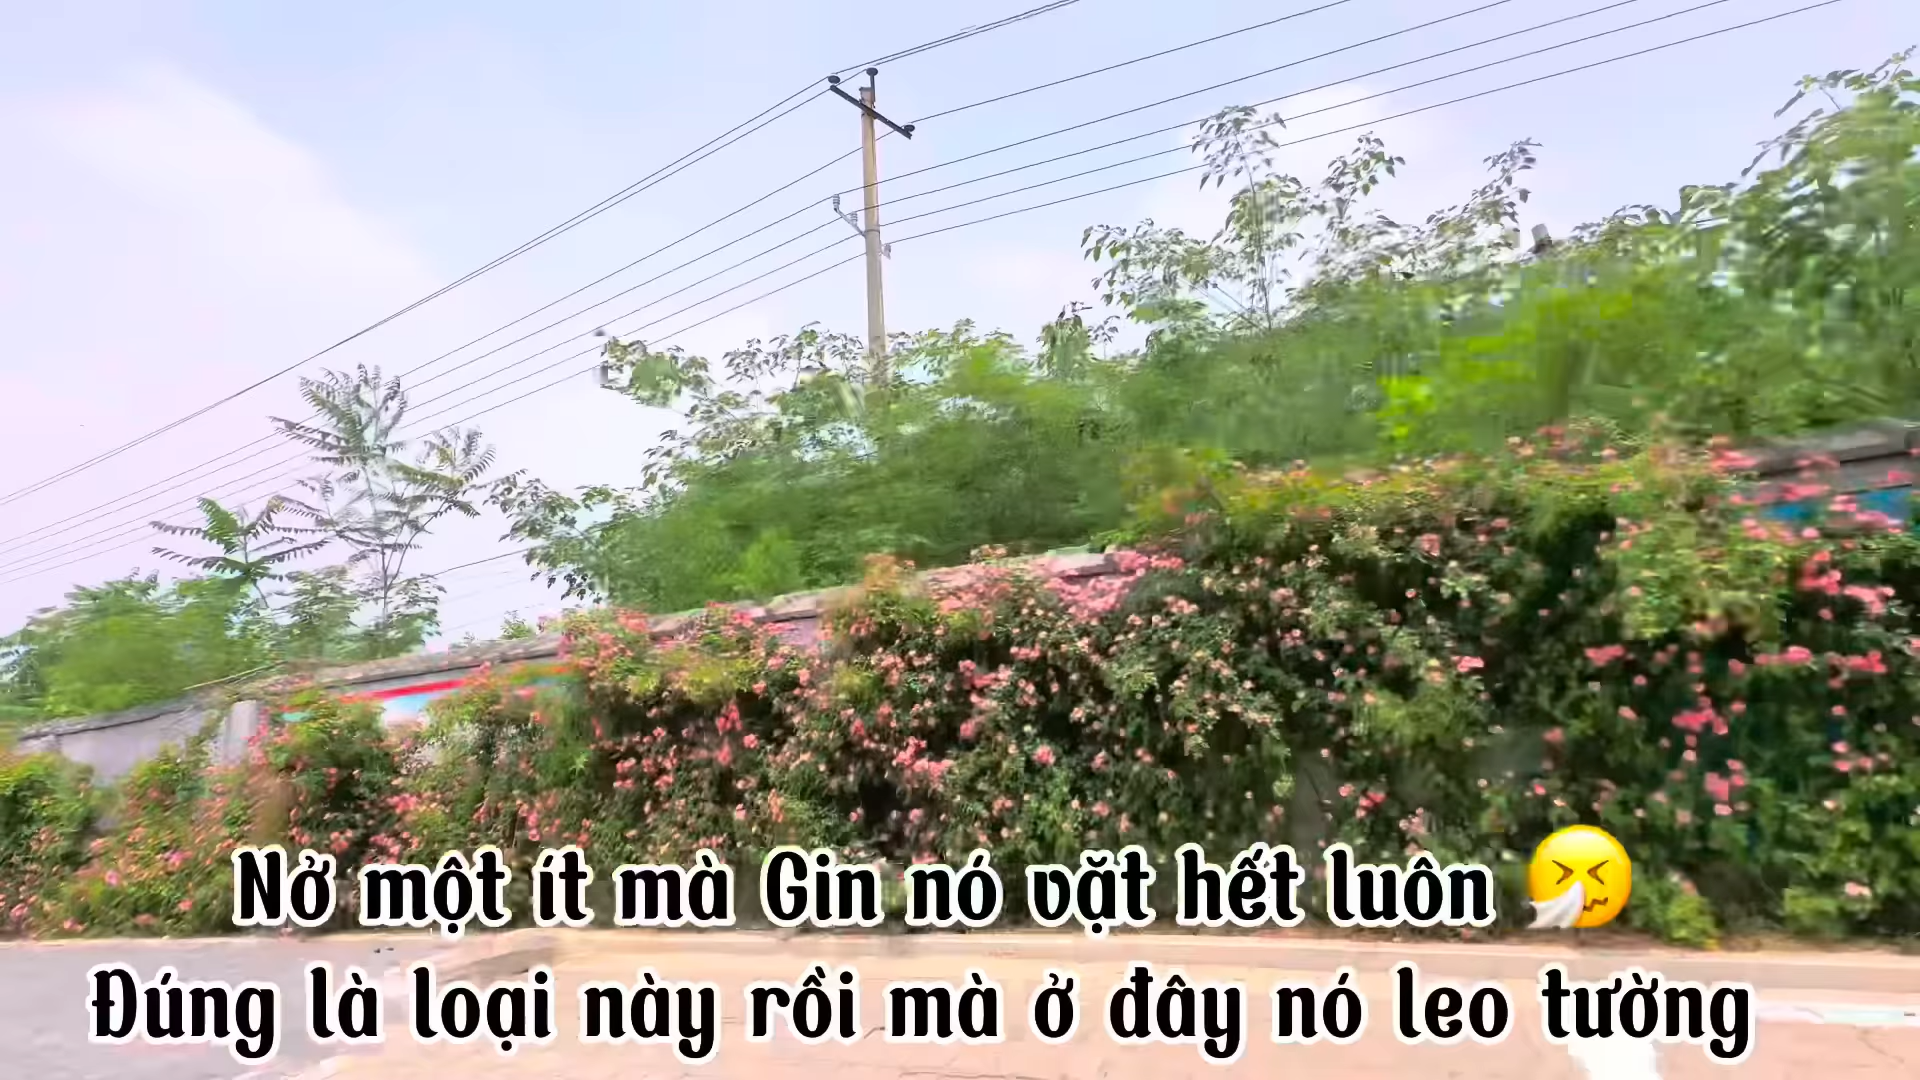 Nở một ít mà Gin nó vặt hết luôn 🤧
Đúng là loại này rồi mà ở đây nó leo tường